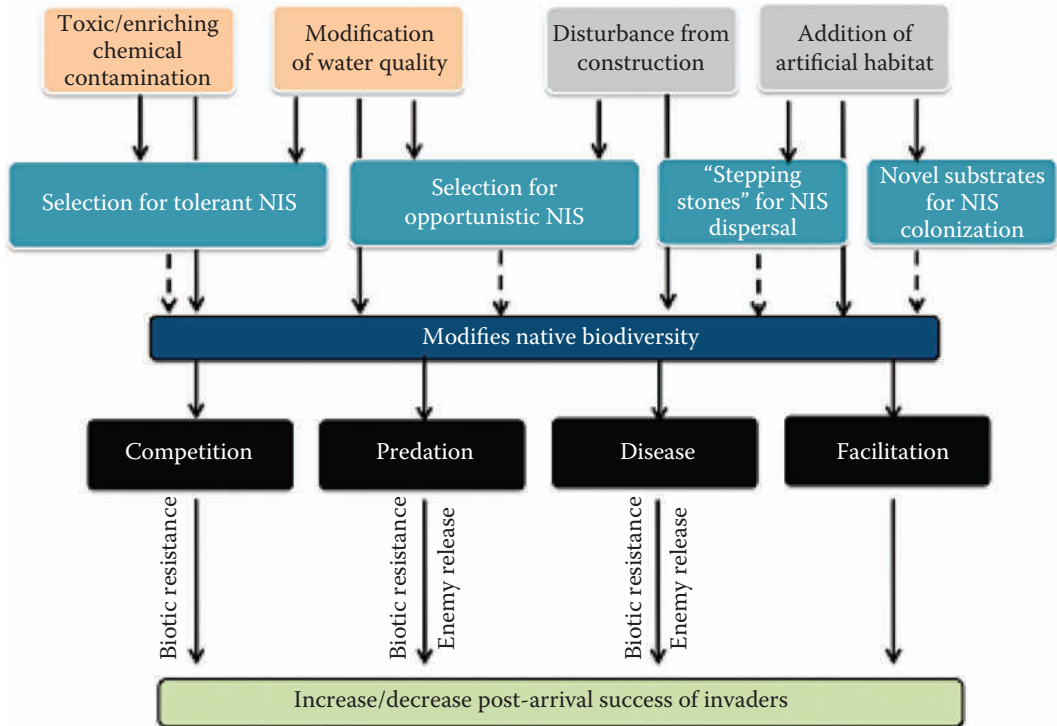 Toxic/enriching
chemical
contamination
Modification
of water quality
Disturbance from
construction
Addition of
artificial habitat
Selection for tolerant NIS
Selection for
opportunistic NIS
“Stepping
stones” for NIS
dispersal
Novel substrates
for NIS
colonization
Modifies native biodiversity
Competition
Predation
Disease
Facilitation
Biotic resistance
Biotic resistance
Enemy release
Biotic resistance
Enemy release
Increase/decrease post-arrival success of invaders